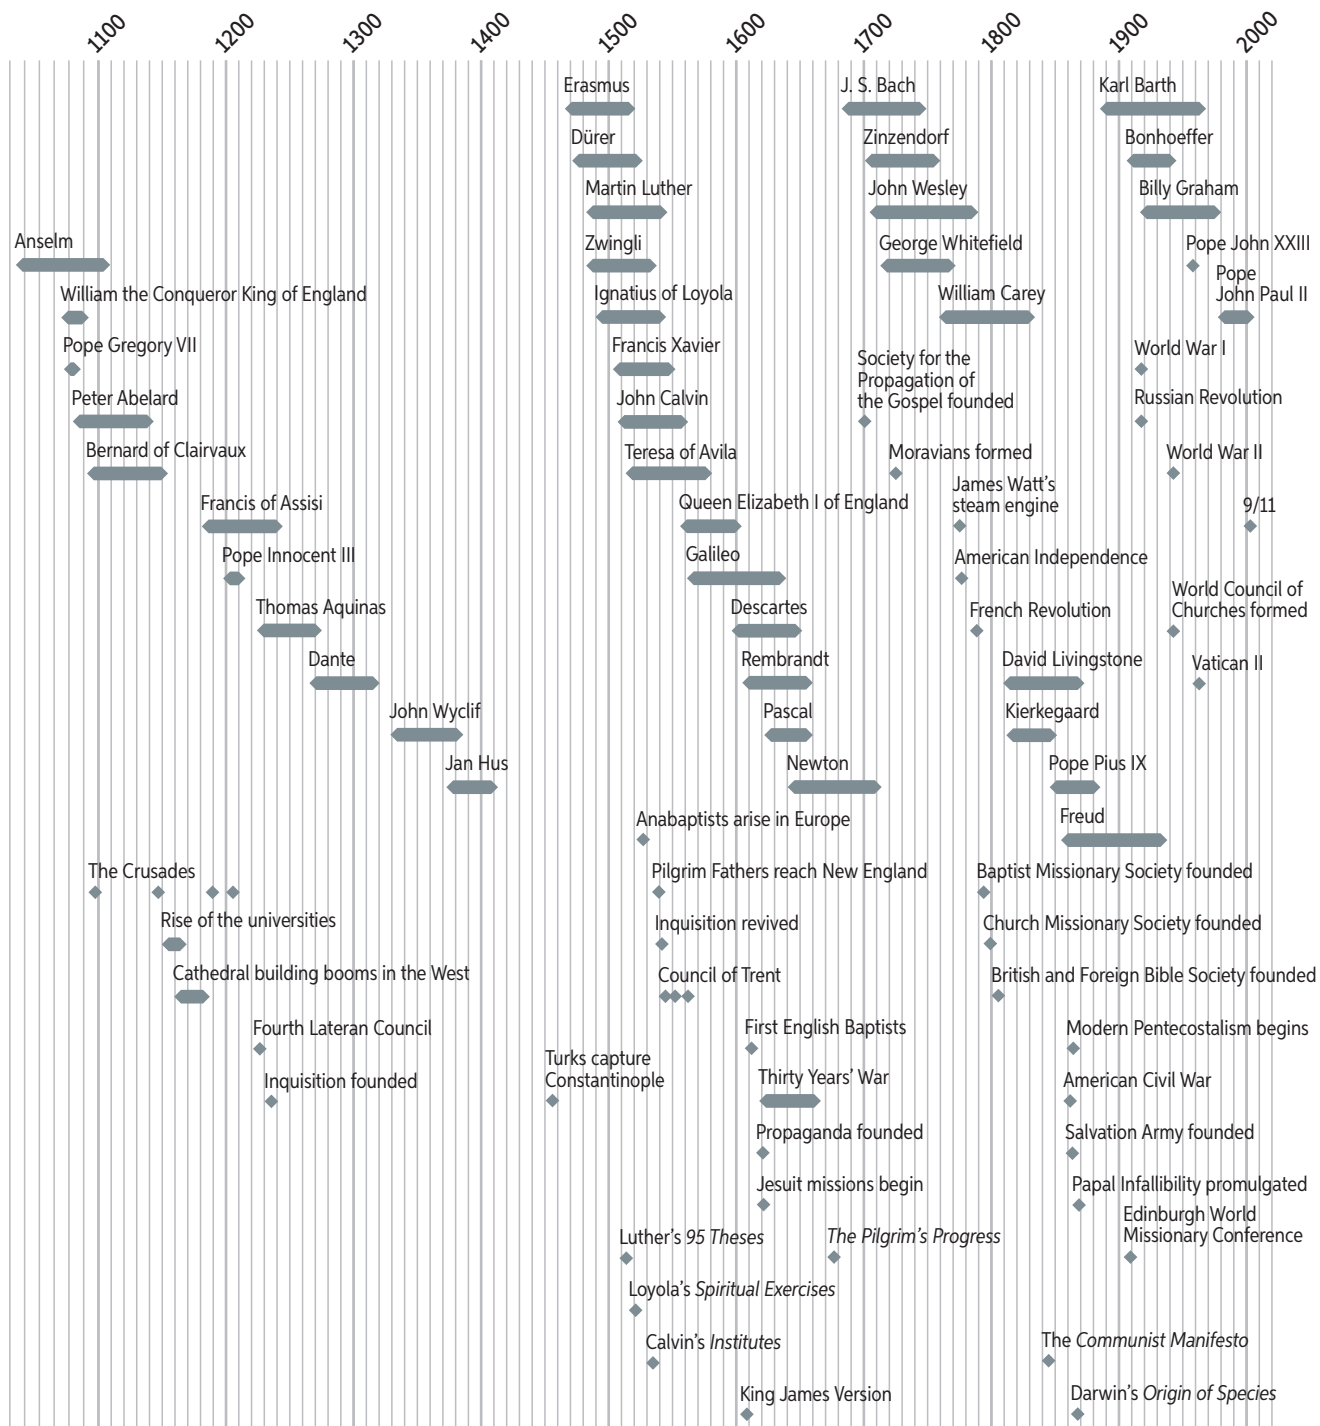 1100
1200
1300
1400
1500
1600
1700
1800
1900
2000
Erasmus
J. S. Bach
Karl Barth
Dürer
Zinzendorf
Bonhoeffer
Martin Luther
John Wesley
Billy Graham
Anselm
Zwingli
George Whitefield
Pope John XXIII
Pope
John Paul II
William the Conqueror King of England
Ignatius of Loyola
William Carey
Pope Gregory VII
Francis Xavier
Society for the
Propagation of
the Gospel founded
World War I
Peter Abelard
John Calvin
Russian Revolution
Bernard of Clairvaux
Teresa of Avila
Moravians formed
World War II
Francis of Assisi
Queen Elizabeth I of England
James Watt’s
steam engine
9/11
Pope Innocent III
Galileo
American Independence
Thomas Aquinas
Descartes
French Revolution
World Council of
Churches formed
Dante
Rembrandt
David Livingstone
Vatican II
John Wyclif
Pascal
Kierkegaard
Jan Hus
Newton
Pope Pius IX
Anabaptists arise in Europe
Freud
The Crusades
Pilgrim Fathers reach New England
Baptist Missionary Society founded
Rise of the universities
Inquisition revived
Church Missionary Society founded
Cathedral building booms in the West
Council of Trent
British and Foreign Bible Society founded
Fourth Lateran Council
First English Baptists
Modern Pentecostalism begins
Inquisition founded
Turks capture
Constantinople
Thirty Years’ War
American Civil War
Propaganda founded
Salvation Army founded
Jesuit missions begin
Papal Infallibility promulgated
Luther’s 95 Theses
The Pilgrim’s Progress
Edinburgh World
Missionary Conference
Loyola’s Spiritual Exercises
Calvin’s Institutes
The Communist Manifesto
King James Version
Darwin’s Origin of Species